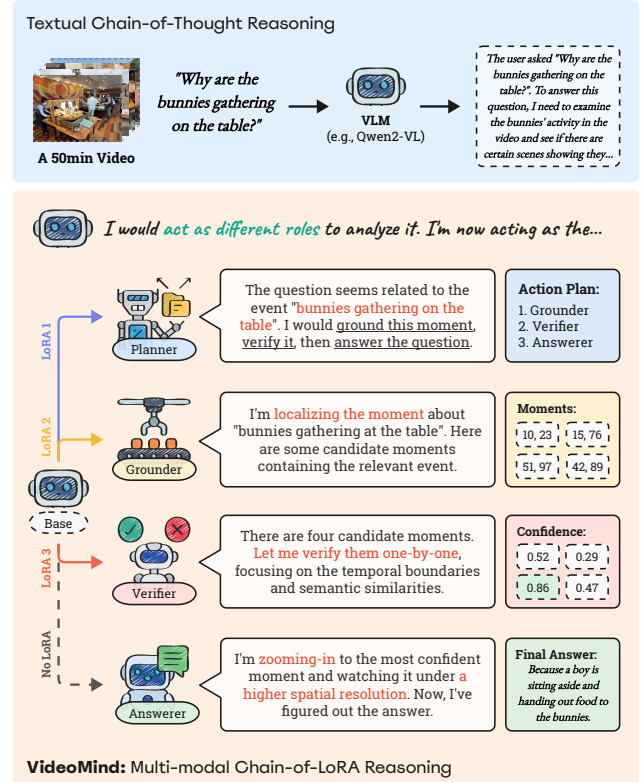 Textual Chain-of-Thought Reasoning
A 50min Video
"Why are the
bunnies gathering
on the table?"
VLM
(e.g., Qwen2-VL)
The user asked "Why are the
bunnies gathering on the
table?". To answer this
question, I need to examine
the bunnies' activity in the
video and see if there are
certain scenes showing they...
I would act as different roles to analyze it. I'm now acting as the...
LoRA 1
Planner
The question seems related to the
event "bunnies gathering on the
table". I would ground this moment,
verify it, then answer the question.
Action Plan:
1. Grounder
2. Verifier
3. Answerer
LoRA 2
Grounder
I'm localizing the moment about
"bunnies gathering at the table". Here
are some candidate moments
containing the relevant event.
Moments:
10, 23 15, 76
51, 97 42, 89
Base
LoRA 3
Verifier
There are four candidate moments.
Let me verify them one-by-one,
focusing on the temporal boundaries
and semantic similarities.
Confidence:
0.52 0.29
0.86 0.47
No LoRA
Answerer
I'm zooming-in to the most confident
moment and watching it under a
higher spatial resolution. Now, I've
figured out the answer.
Final Answer:
Because a boy is
sitting aside and
handing out food to
the bunnies.
VideoMind: Multi-modal Chain-of-LoRA Reasoning